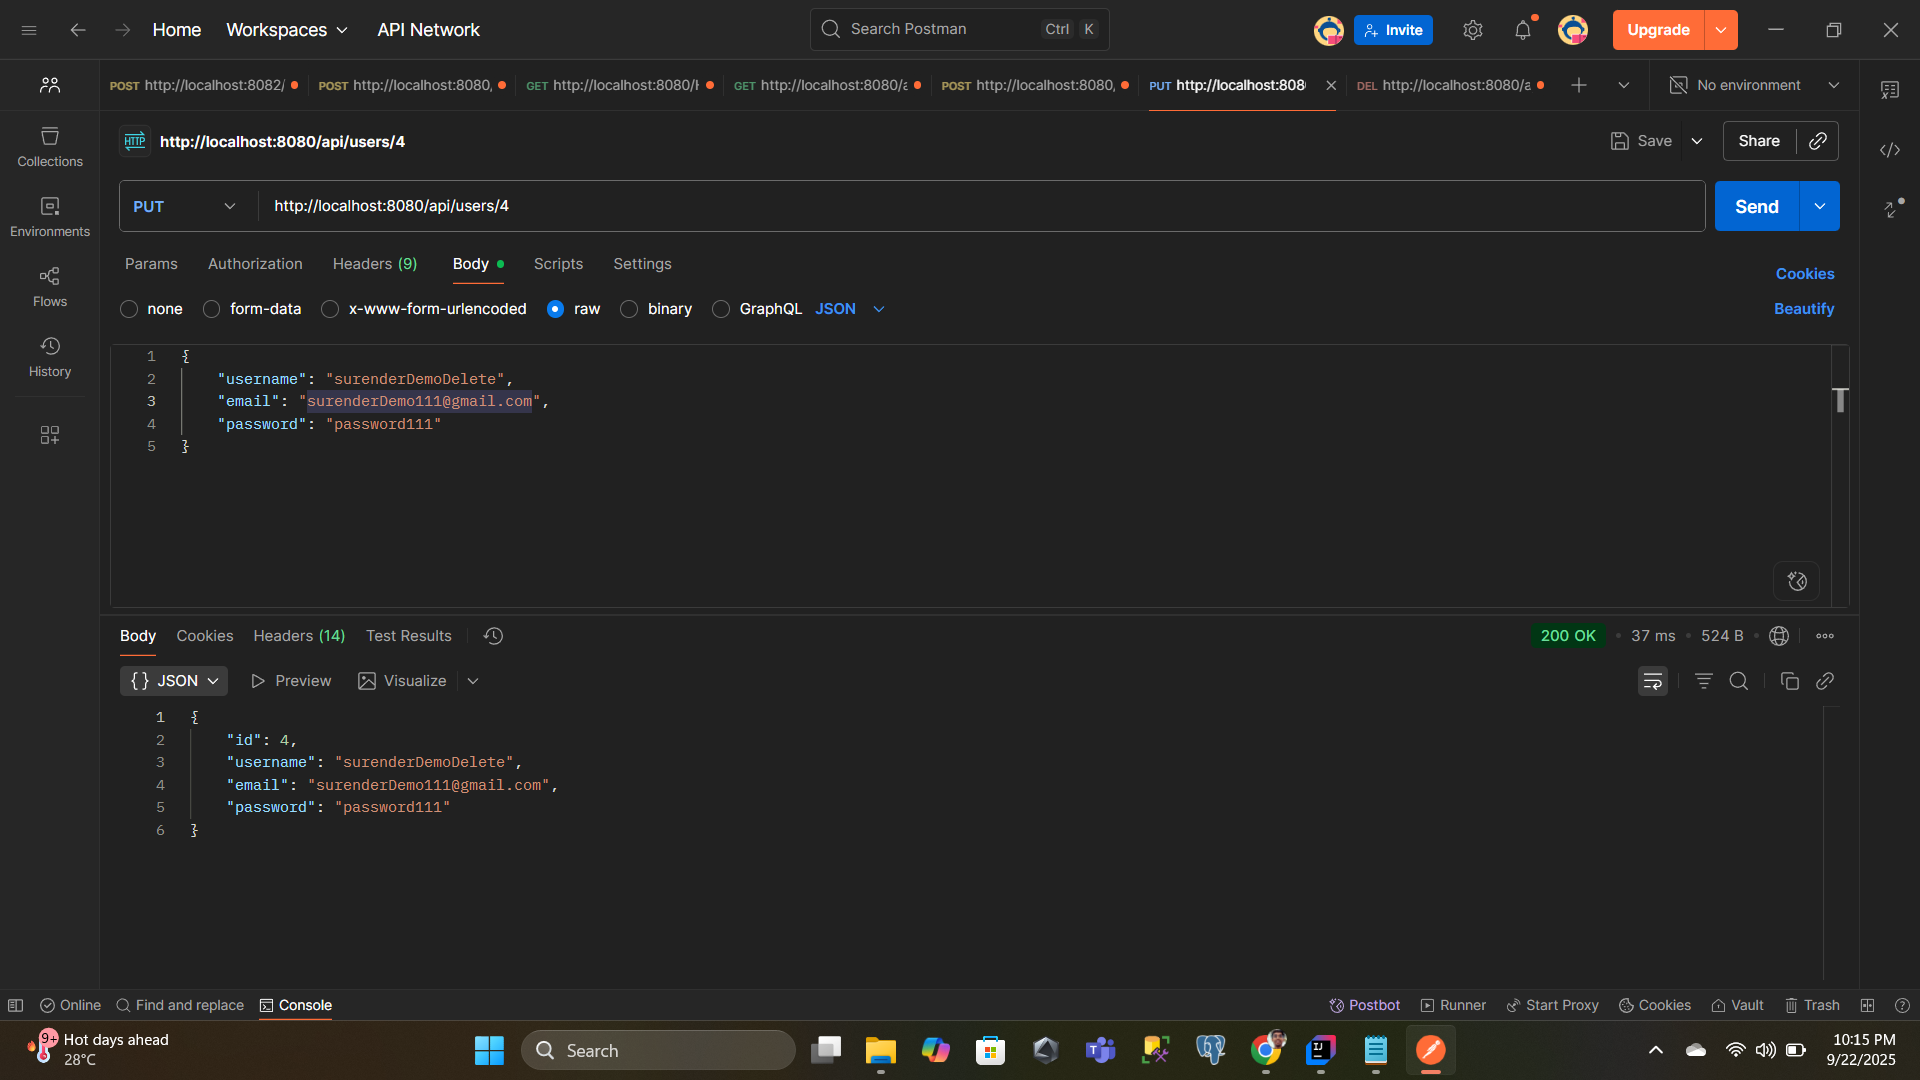 Home Workspaces API Network Search Postman Ctrl K Invite Upgrade
POST http://localhost:8082/ POST http://localhost:8080, GET http://localhost:8080/ GET http://localhost:8080/a POST http://localhost:8080, PUT http://localhost:808 DEL http://localhost:8080/a No environment
HTTP http://localhost:8080/api/users/4 Save Share
PUT http://localhost:8080/api/users/4 Send
Collections
Environments
Flows
History
Params Authorization Headers (9) Body Scripts Settings Cookies
none form-data x-www-form-urlencoded raw binary GraphQL JSON Beautify
1 {
2 "username": "surenderDemoDelete",
3 "email": "surenderDemo111@gmail.com",
4 "password": "password111"
5 }
T
Body Cookies Headers (14) Test Results 200 OK 37 ms 524 B
{} JSON Preview Visualize
1 {
2 "id": 4,
3 "username": "surenderDemoDelete",
4 "email": "surenderDemo111@gmail.com",
5 "password": "password111"
6 }
Online Find and replace Console Postbot Runner Start Proxy Cookies Vault Trash
9+ Hot days ahead
28°C
Search
10:15 PM
9/22/2025